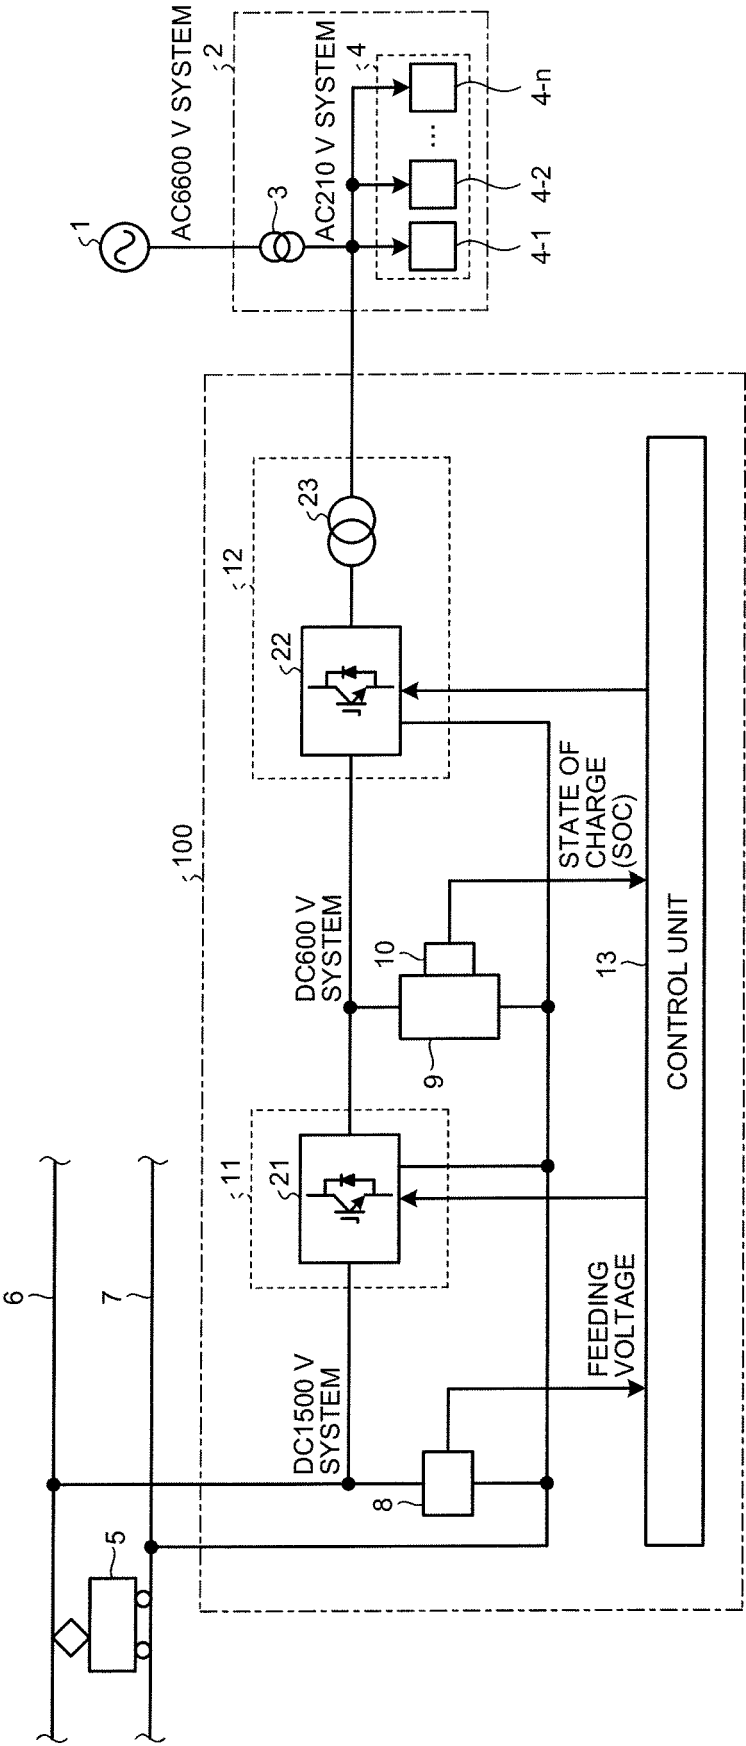 1
AC6600 V SYSTEM
2
3
AC210 V SYSTEM
4
4-1
4-2
...
4-n
100
12
23
22
DC600 V
SYSTEM
10
9
STATE OF
CHARGE
(SOC)
11
21
6
7
5
DC1500 V
SYSTEM
8
FEEDING
VOLTAGE
13
CONTROL UNIT